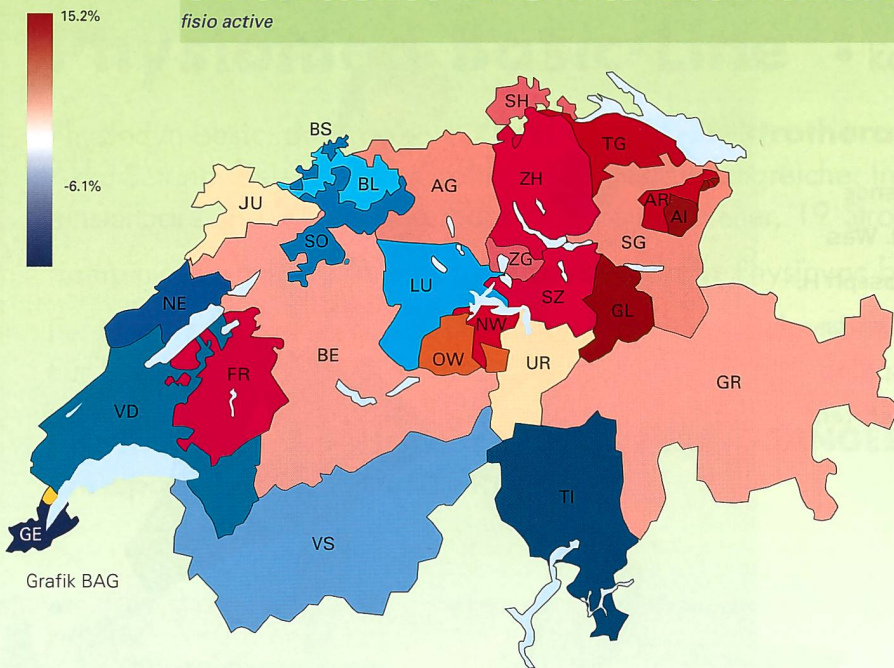 15.2%
fisio active
-6.1%
SH
BS
TG
BL
AG
ZH
JU
AR
AI
SO
SG
ZG
LU
SZ
NE
GL
NW
BE
OW
UR
FR
GR
VD
TI
GE
VS
Grafik BAG